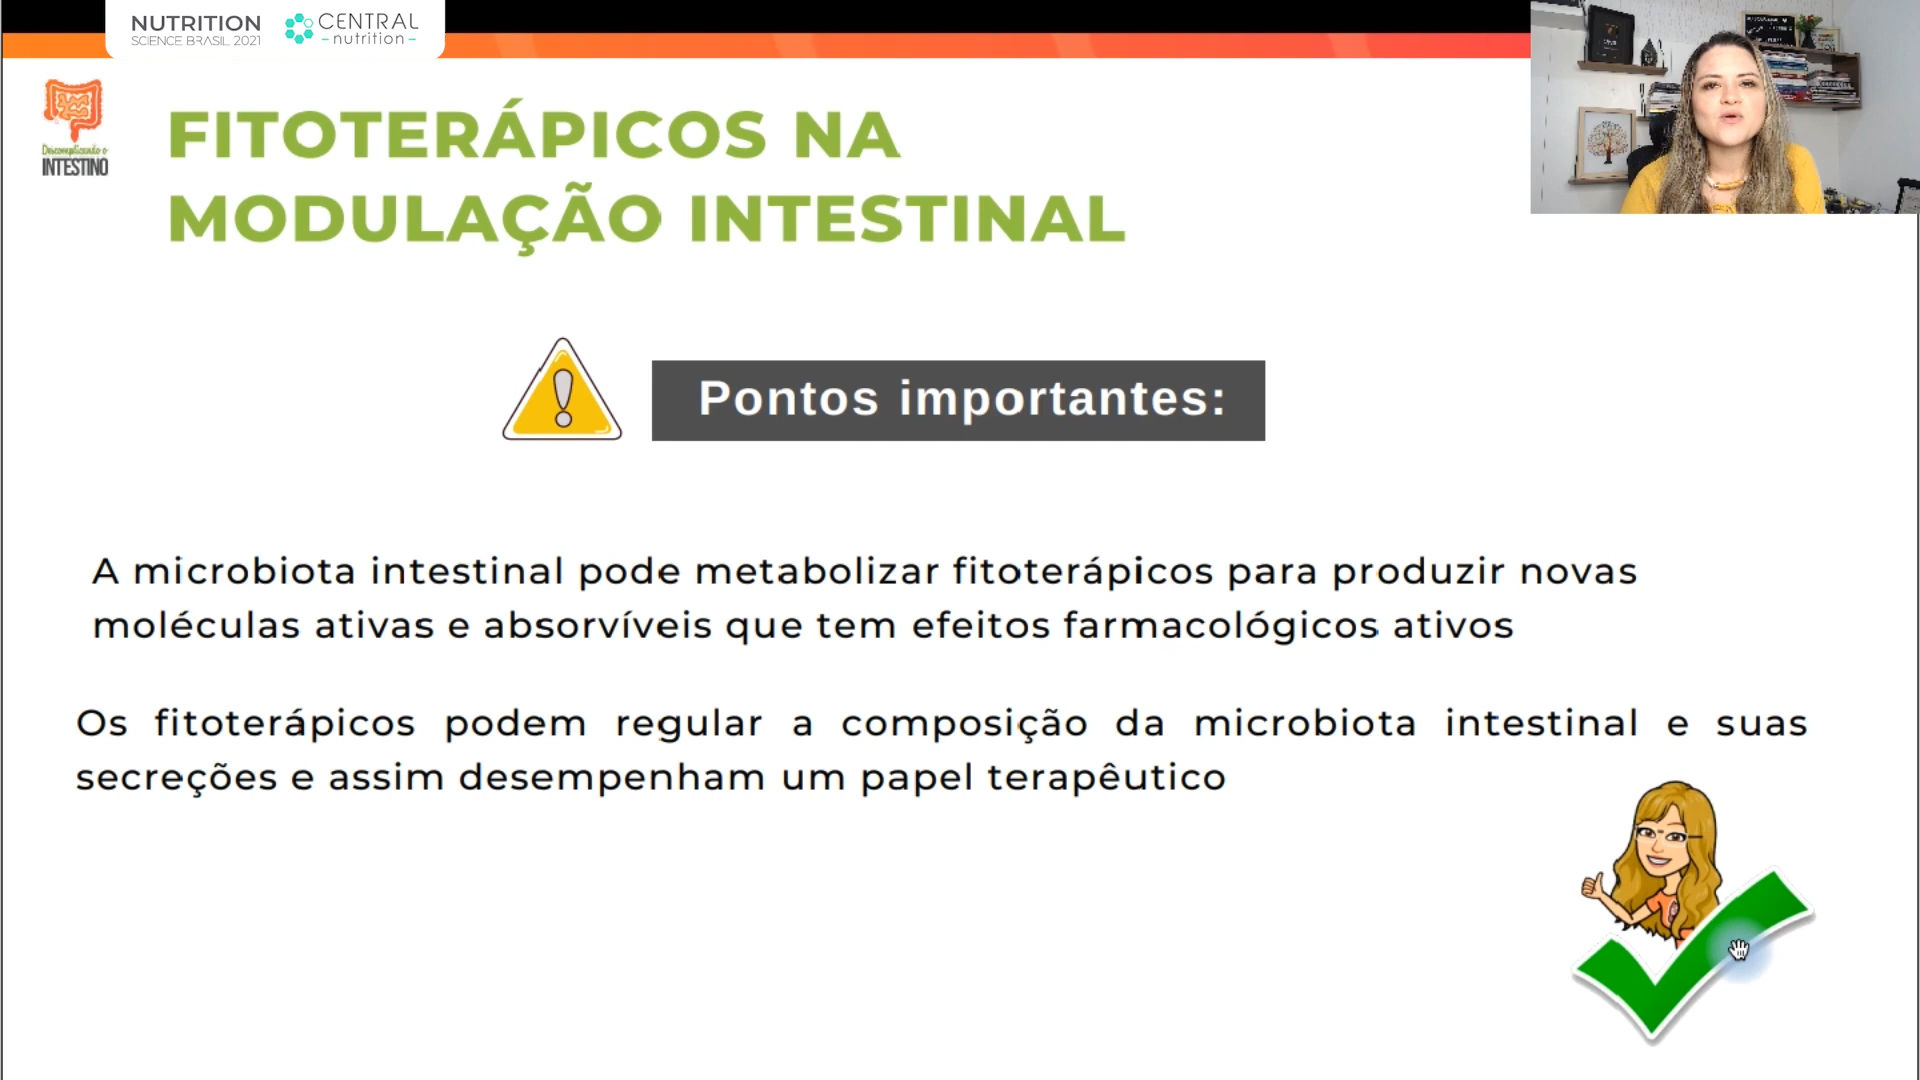 NUTRITION
SCIENCE BRASIL 2021
CENTRAL
nutrition
Descomplicando o
INTESTINO
FITOTERÁPICOS NA
MODULAÇÃO INTESTINAL
Pontos importantes:
A microbiota intestinal pode metabolizar fitoterápicos para produzir novas
moléculas ativas e absorvíveis que tem efeitos farmacológicos ativos
Os fitoterápicos podem regular a composição da microbiota intestinal e suas
secreções e assim desempenham um papel terapêutico